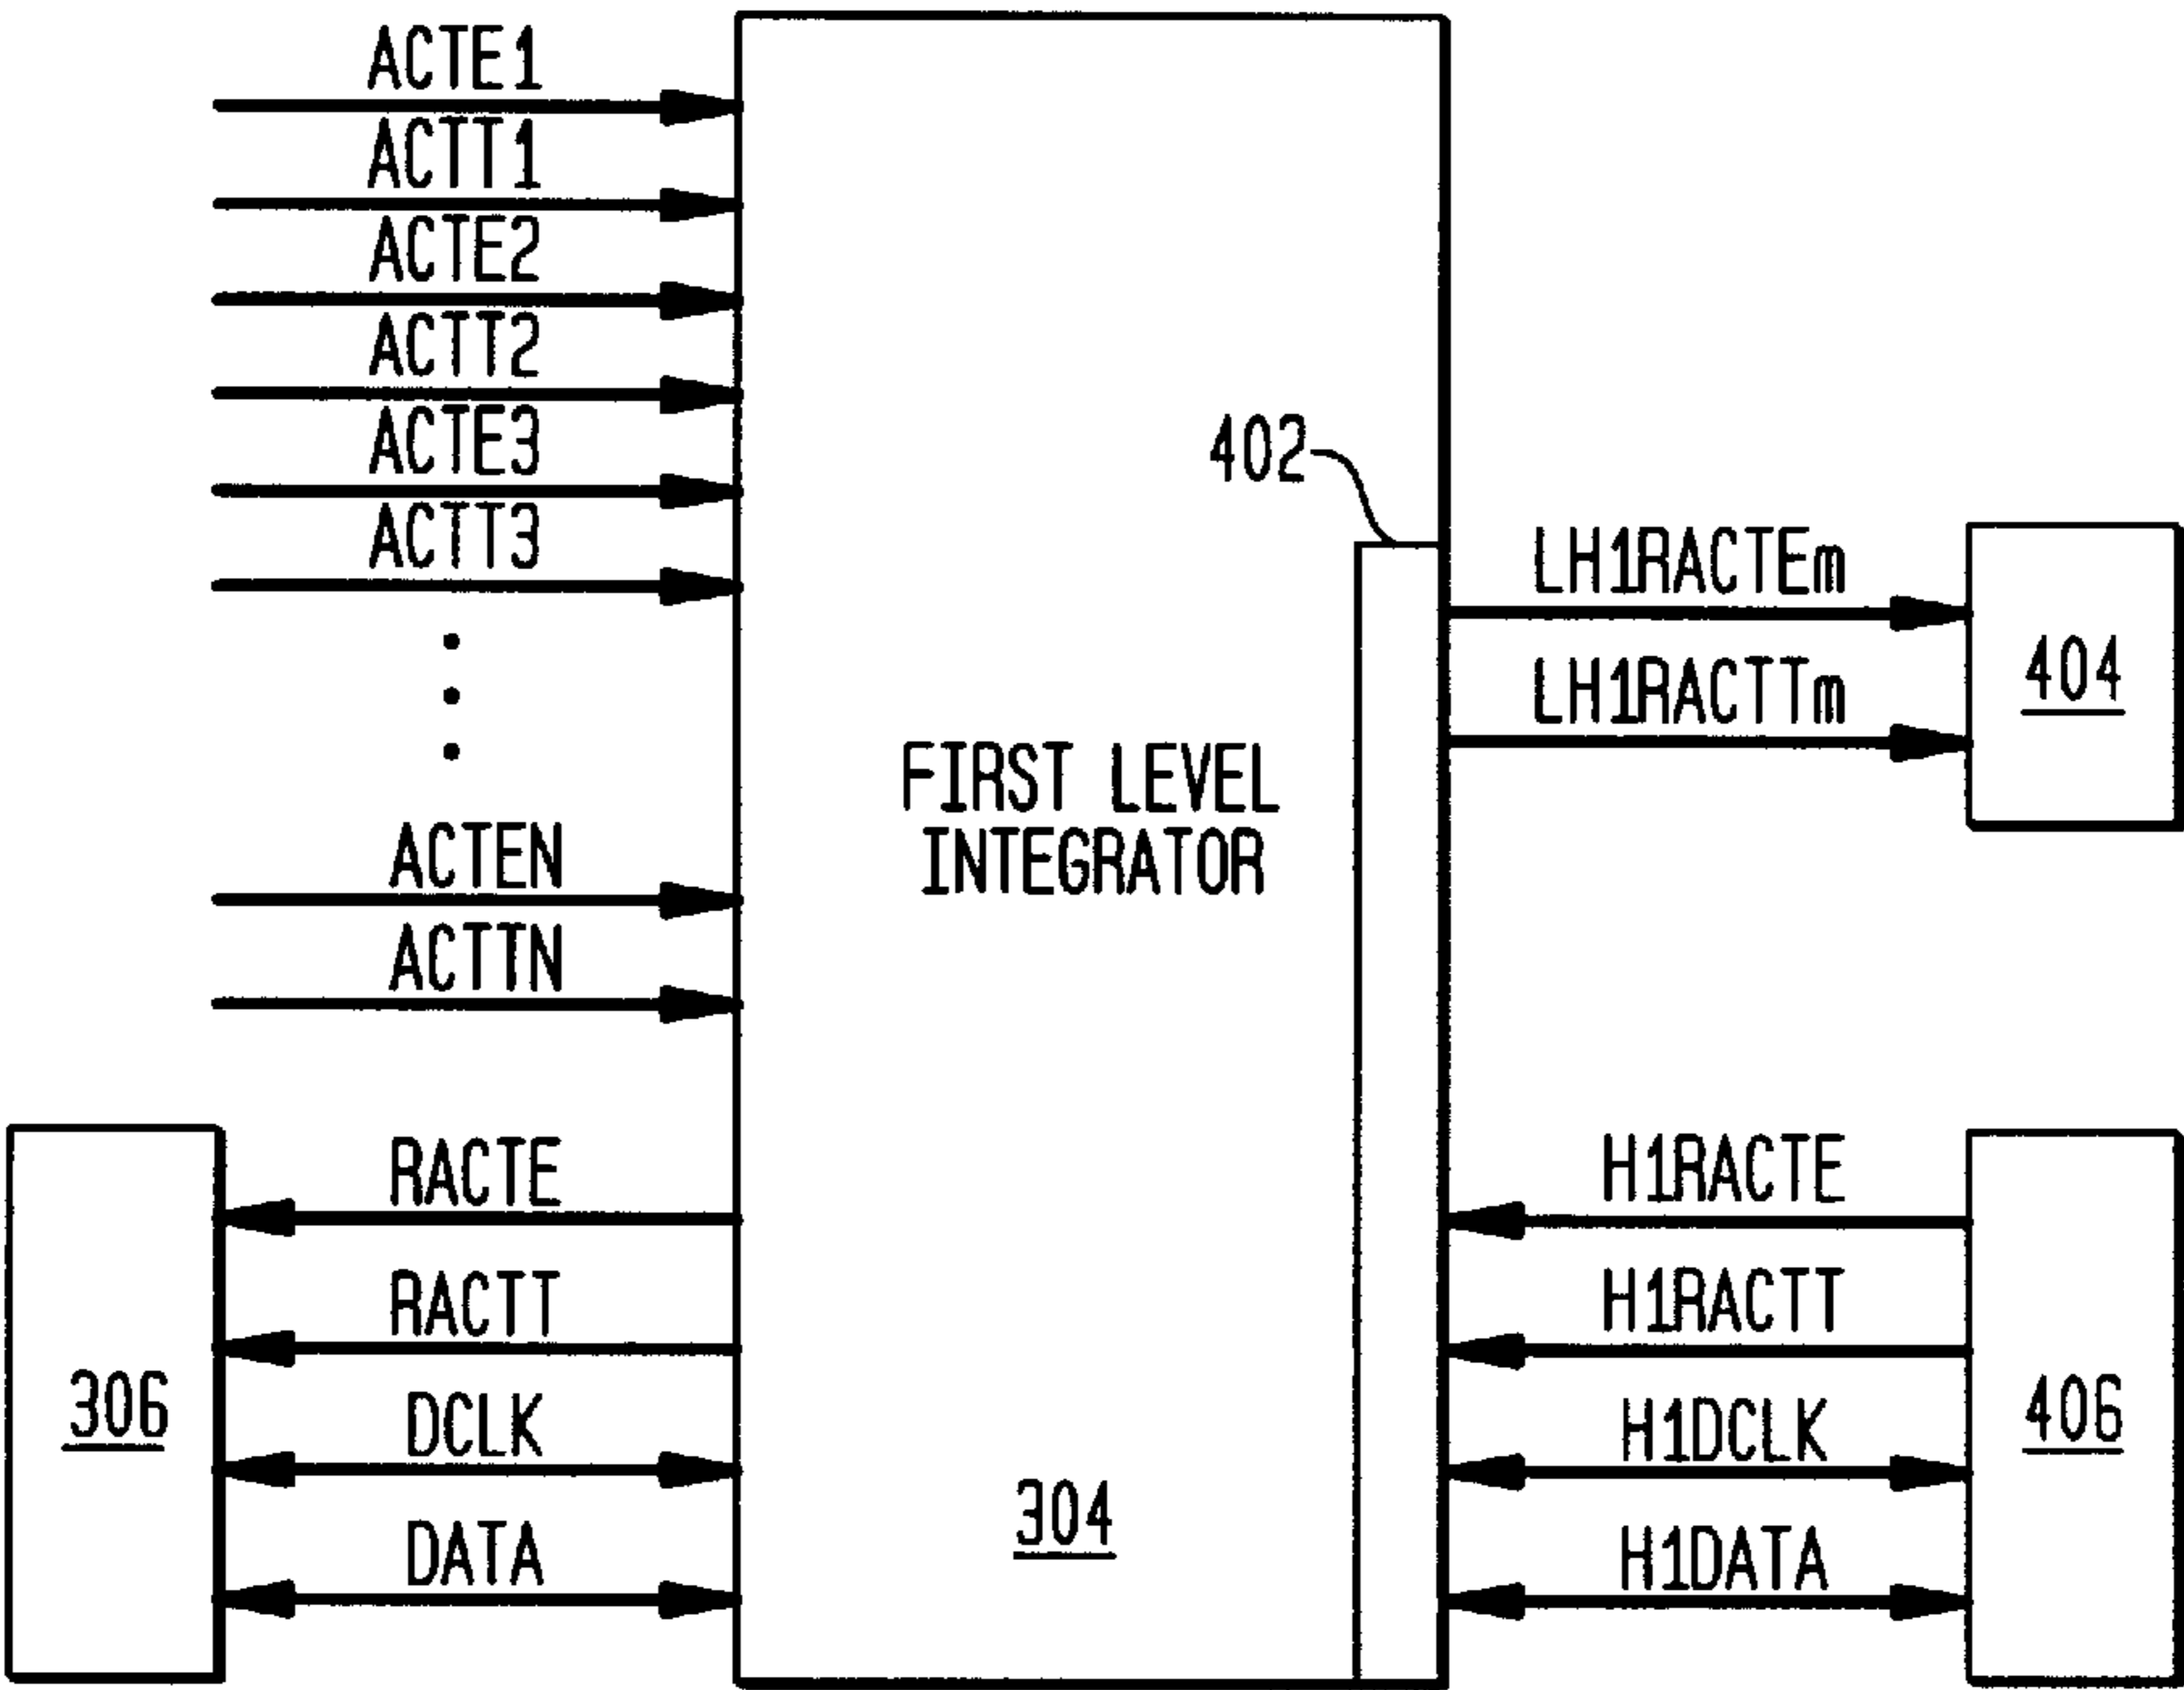 ACTE1
ACTT1
ACTE2
ACTT2
ACTE3
ACTT3
ACTEN
ACTTN
RACTE
RACTT
DCLK
DATA
306
FIRST LEVEL
INTEGRATOR
304
402
LH1RACTEm
LH1RACTTm
404
H1RACTE
H1RACTT
H1DCLK
H1DATA
406